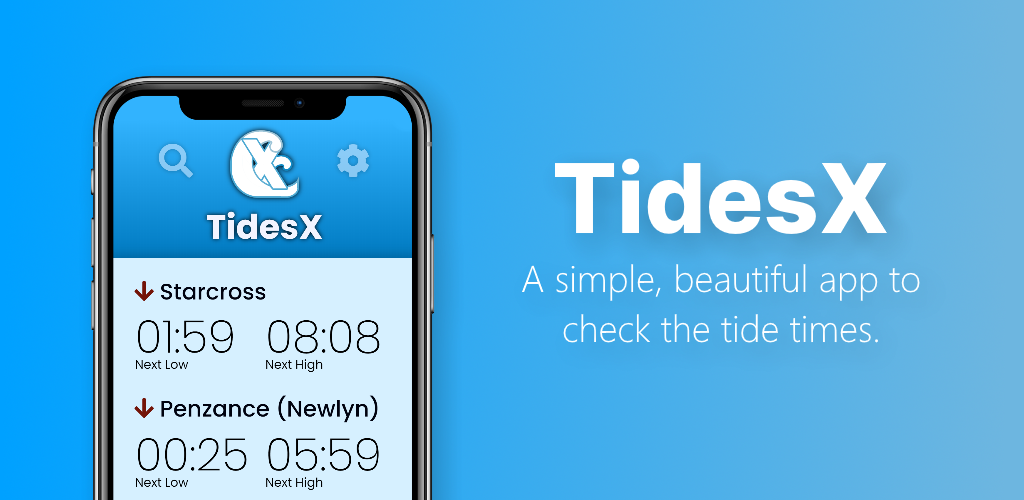 TidesX
Starcross
01:59 08:08
Next Low Next High
Penzance (Newlyn)
00:25 05:59
Next Low Next High
TidesX
A simple, beautiful app to
check the tide times.